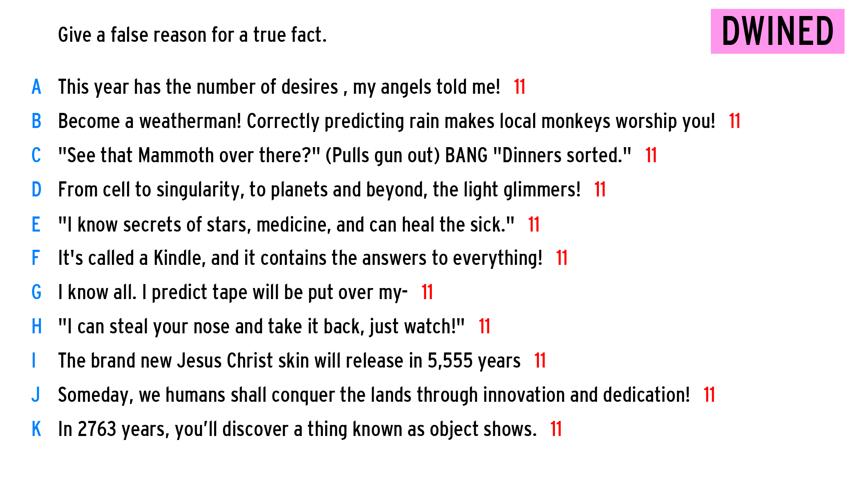 Give a false reason for a true fact.
DWINED
A This year has the number of desires , my angels told me! 11
B Become a weatherman! Correctly predicting rain makes local monkeys worship you! 11
C "See that Mammoth over there?" (Pulls gun out) BANG "Dinners sorted." 11
D From cell to singularity, to planets and beyond, the light glimmers! 11
E "I know secrets of stars, medicine, and can heal the sick." 11
F It's called a Kindle, and it contains the answers to everything! 11
G I know all. I predict tape will be put over my- 11
H "I can steal your nose and take it back, just watch!" 11
I The brand new Jesus Christ skin will release in 5,555 years 11
J Someday, we humans shall conquer the lands through innovation and dedication! 11
K In 2763 years, you’ll discover a thing known as object shows. 11